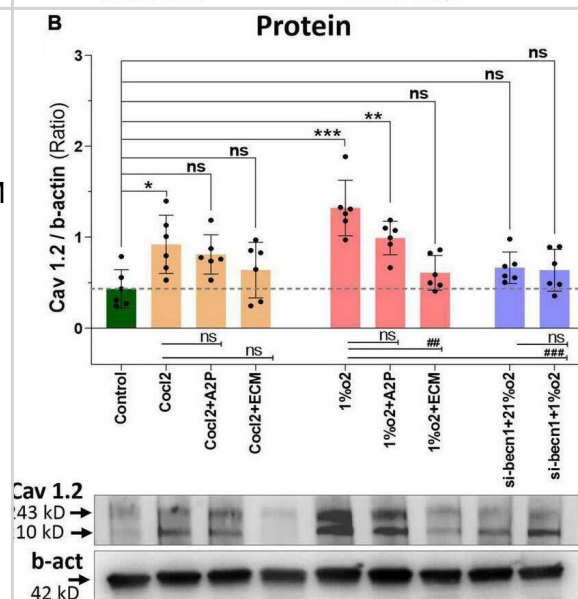 B
Protein
3
2
1
0
Cav 1.2 / b-actin (Ratio)
ns
ns
ns
**
***
ns
ns
*
ns
ns
ns
##
ns
###
Control
Cocl2
Cocl2+A2P
Cocl2+ECM
1%o2
1%o2+A2P
1%o2+ECM
si-becn1+21%o2
si-becn1+1%o2
Cav 1.2
243 kD
10 kD
b-act
42 kD